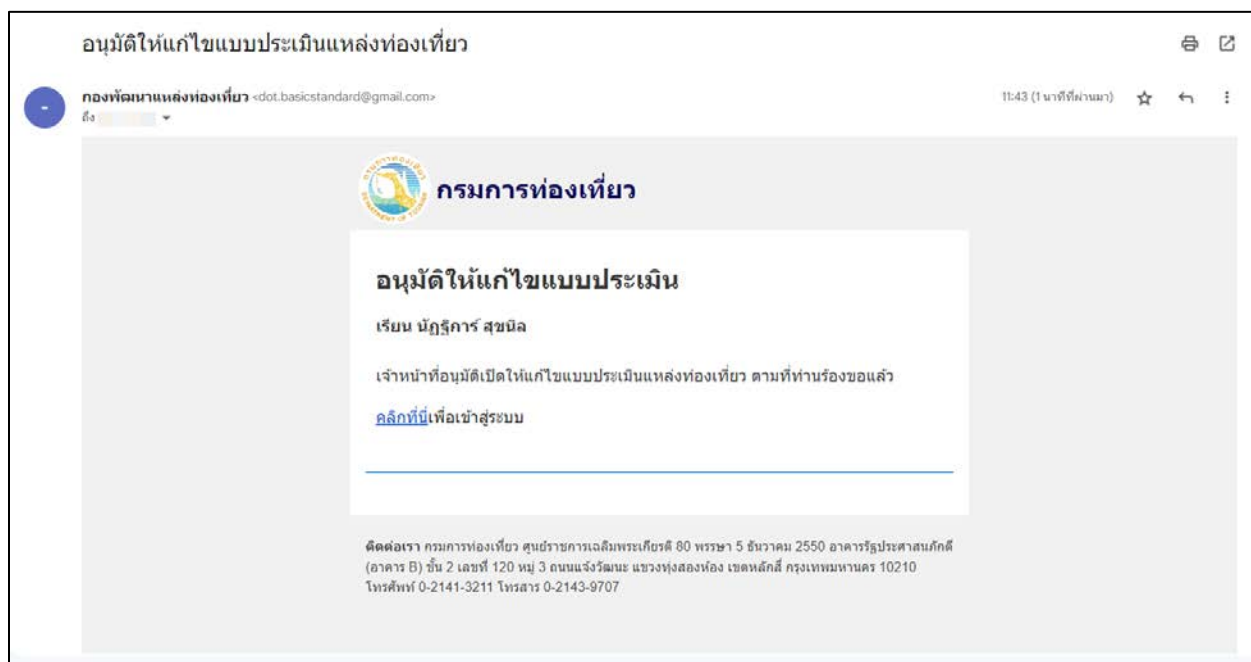 อนุมัติให้แก้ไขแบบประเมินแหล่งท่องเที่ยว
-
กองพัฒนาแหล่งท่องเที่ยว <dot.basicstandard@gmail.com>
11:43 (1 นาทีที่ผ่านมา)
ถึง
กรมการท่องเที่ยว
DEPARTMENT OF TOURISM
กรมการท่องเที่ยว
อนุมัติให้แก้ไขแบบประเมิน
เรียน นัฏฐิการ์ สุขนิล
เจ้าหน้าที่อนุมัติเปิดให้แก้ไขแบบประเมินแหล่งท่องเที่ยว ตามที่ท่านร้องขอแล้ว
คลิกที่นี่เพื่อเข้าสู่ระบบ
ติดต่อเรา กรมการท่องเที่ยว ศูนย์ราชการเฉลิมพระเกียรติ 80 พรรษา 5 ธันวาคม 2550 อาคารรัฐประศาสนภักดี
(อาคาร B) ชั้น 2 เลขที่ 120 หมู่ 3 ถนนแจ้งวัฒนะ แขวงทุ่งสองห้อง เขตหลักสี่ กรุงเทพมหานคร 10210
โทรศัพท์ 0-2141-3211 โทรสาร 0-2143-9707